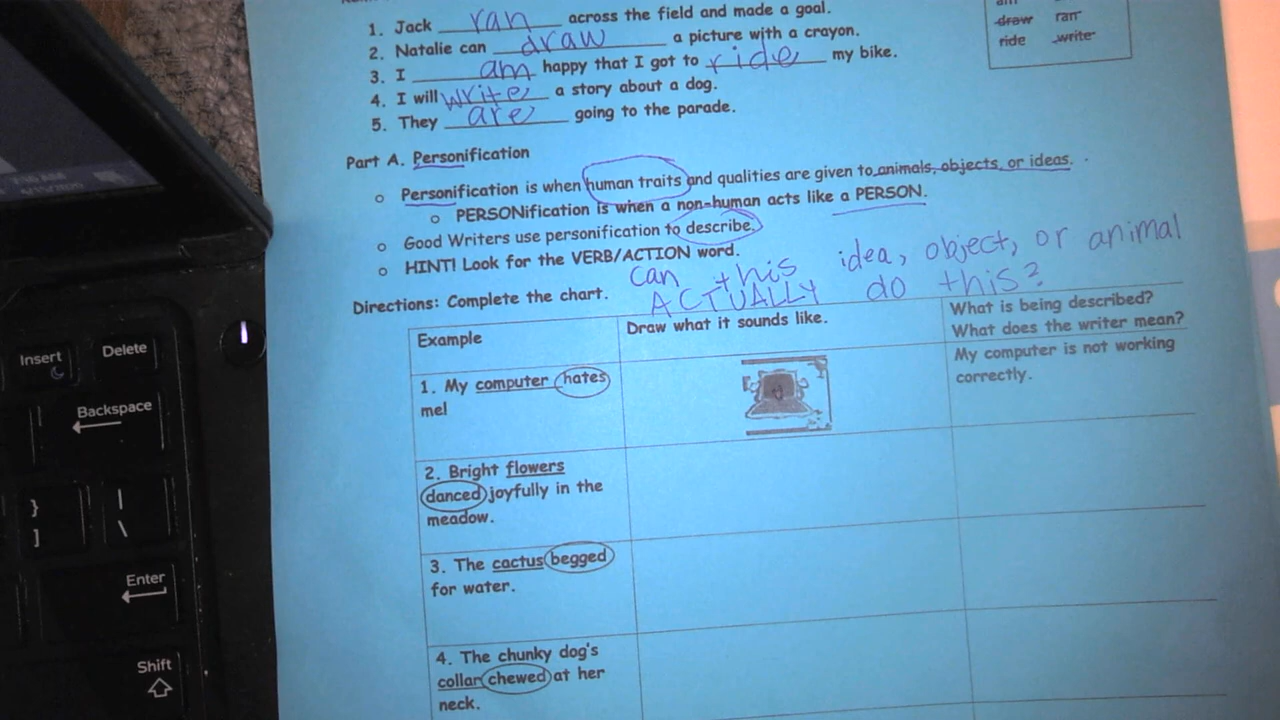 am
draw ran
ride write
1. Jack ran across the field and made a goal.
2. Natalie can draw a picture with a crayon.
3. I am happy that I got to ride my bike.
4. I will write a story about a dog.
5. They are going to the parade.
Part A. Personification
o Personification is when human traits and qualities are given to animals, objects, or ideas.
o PERSONification is when a non-human acts like a PERSON.
o Good Writers use personification to describe.
o HINT! Look for the VERB/ACTION word.
can this idea, object, or animal
ACTUALLY do this?
Directions: Complete the chart.
Example
Draw what it sounds like.
What is being described?
What does the writer mean?
1. My computer hates
me!
My computer is not working
correctly.
2. Bright flowers
danced joyfully in the
meadow.
3. The cactus begged
for water.
4. The chunky dog's
collar chewed at her
neck.
Insert
Delete
Backspace
}
]
|
\
Enter
Shift